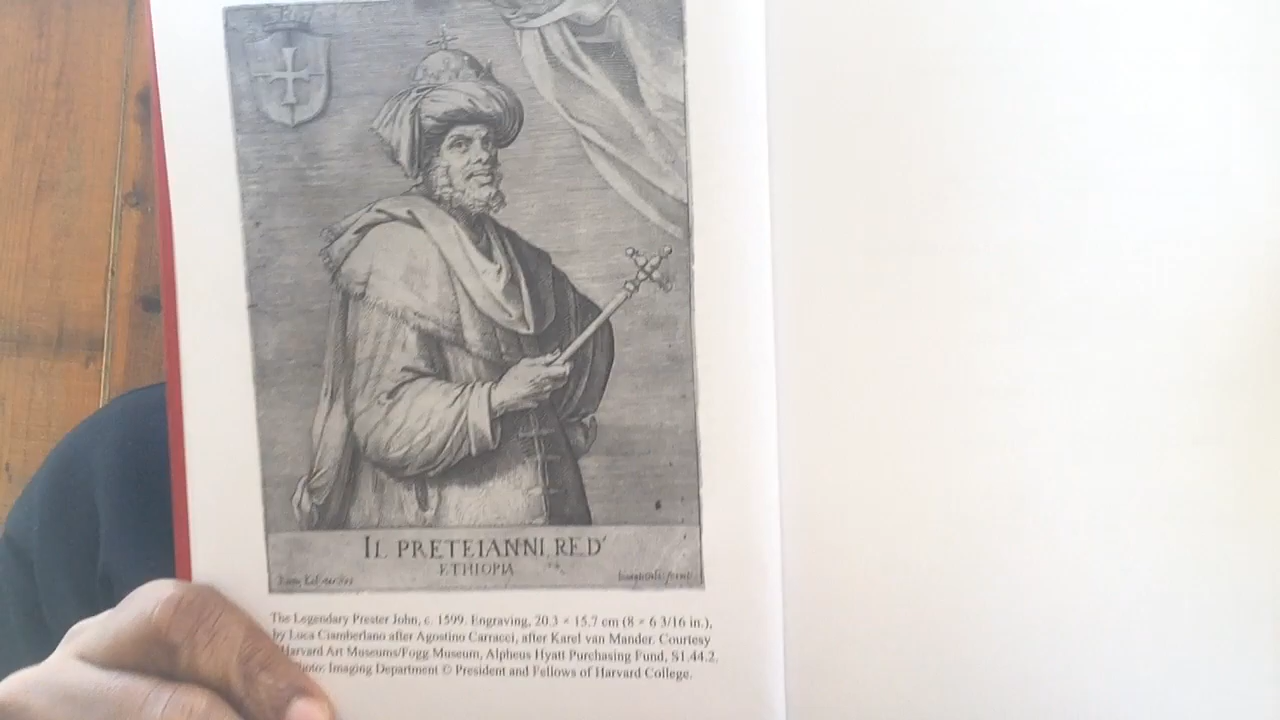 IL PRETEIANNI, RE D'
ETHIOPIA
The Legendary Prester John, c. 1599. Engraving, 20.3 × 15.7 cm (8 × 6 3/16 in.),
by Luca Ciamberlano after Agostino Carracci, after Karel van Mander. Courtesy
Harvard Art Museums/Fogg Museum, Alpheus Hyatt Purchasing Fund, S1.44.2.
Imaging Department © President and Fellows of Harvard College.